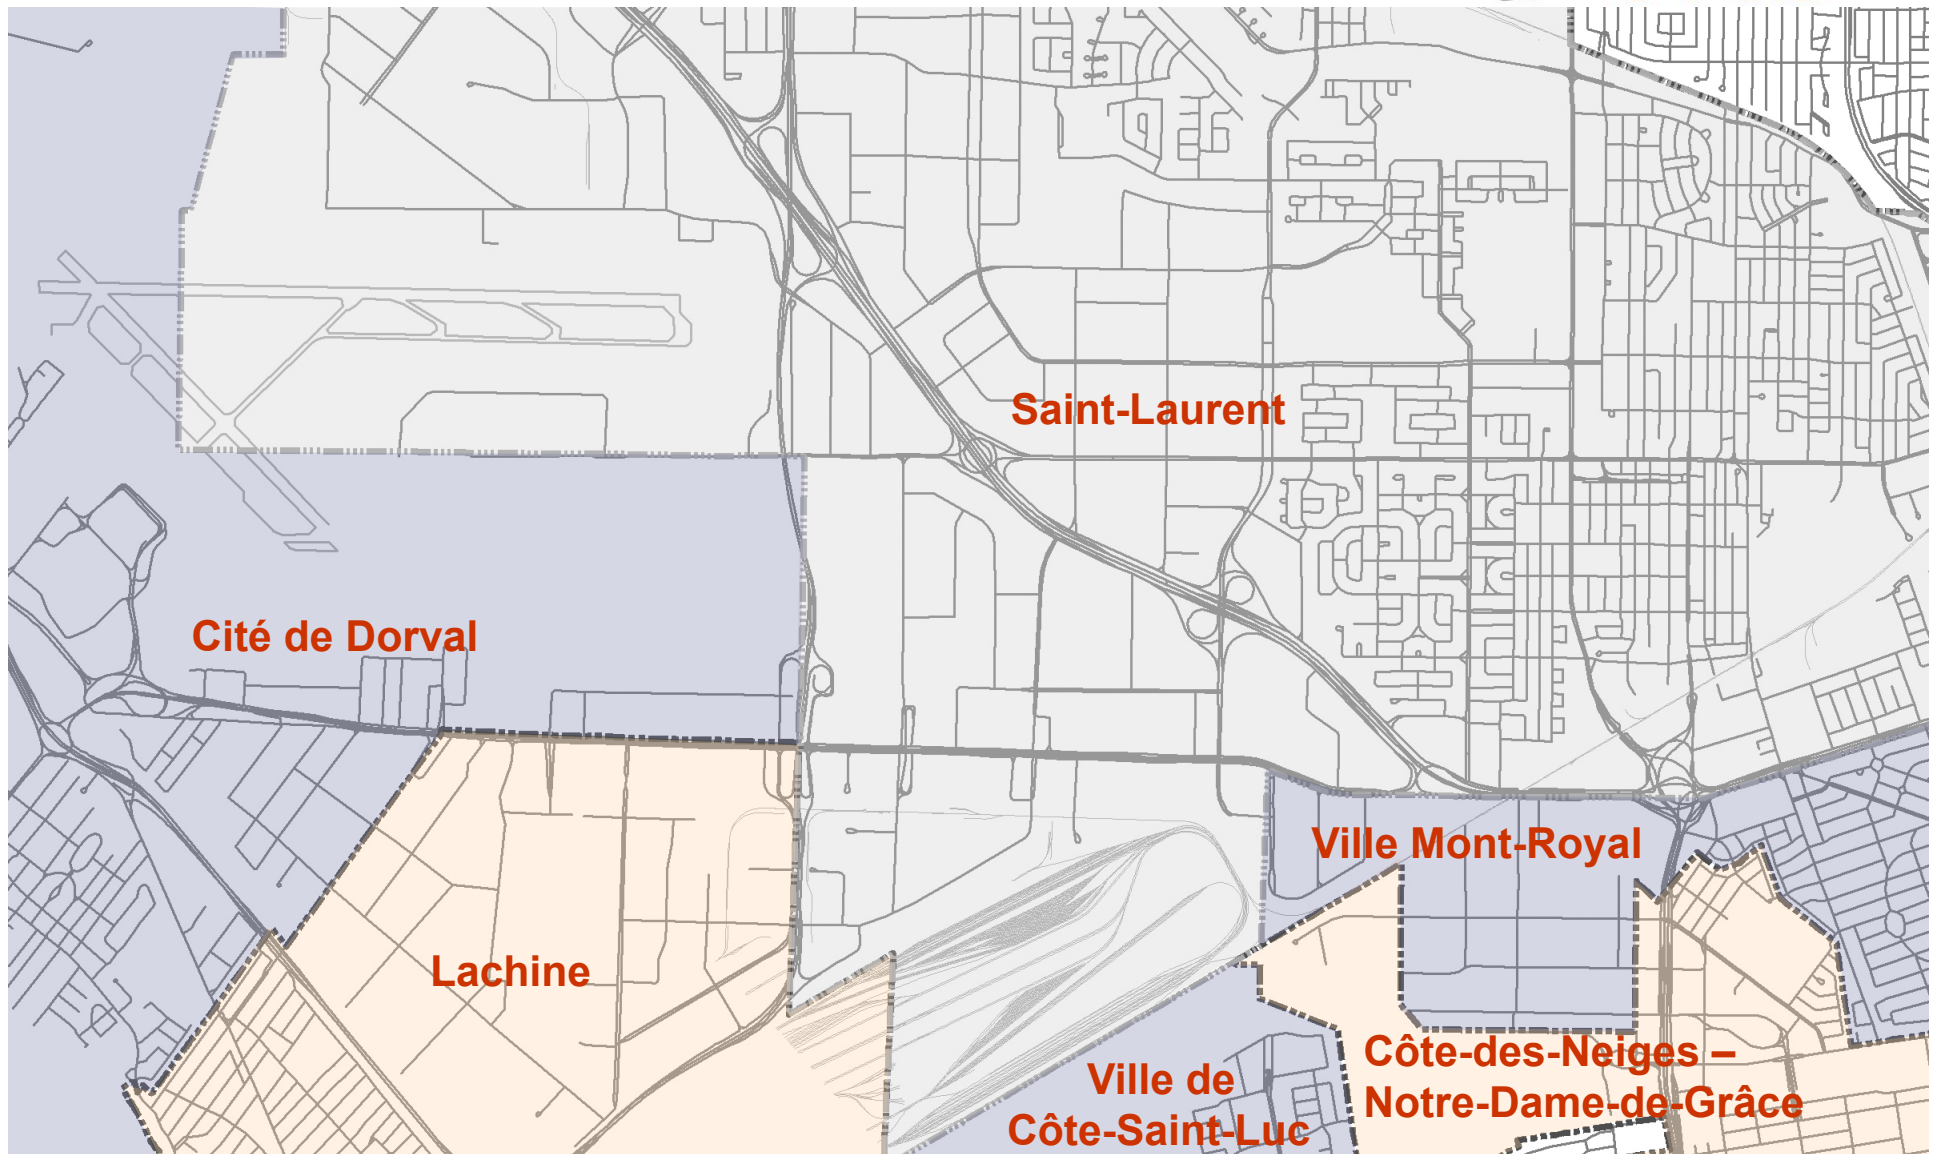 Saint-Laurent
Cité de Dorval
Ville Mont-Royal
Lachine
Côte-des-Neiges –
Notre-Dame-de-Grâce
Ville de
Côte-Saint-Luc